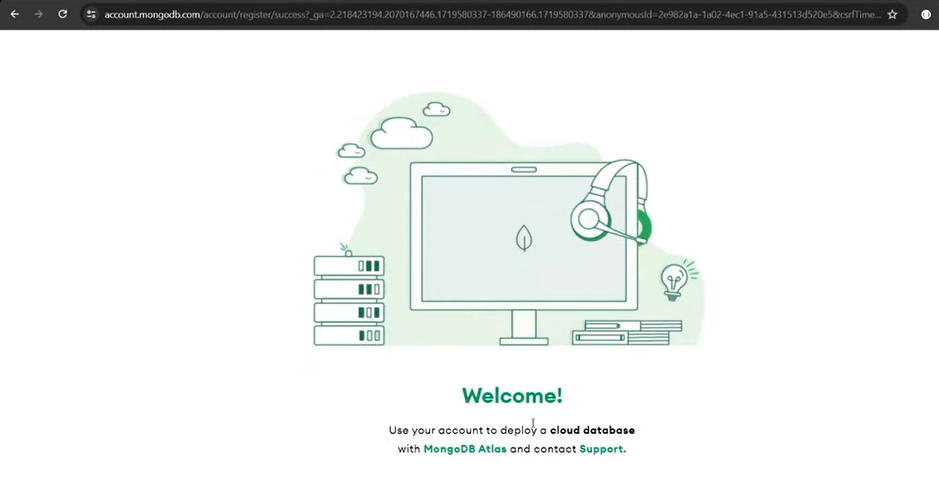 account.mongodb.com/account/register/success?_ga=2.218423194.2070167446.1719580337-186490166.1719580337&anonymousId=2e982a1a-1a02-4ec1-91a5-431513d520e5&csrfTime...
Welcome!
Use your account to deploy a cloud database
with MongoDB Atlas and contact Support.